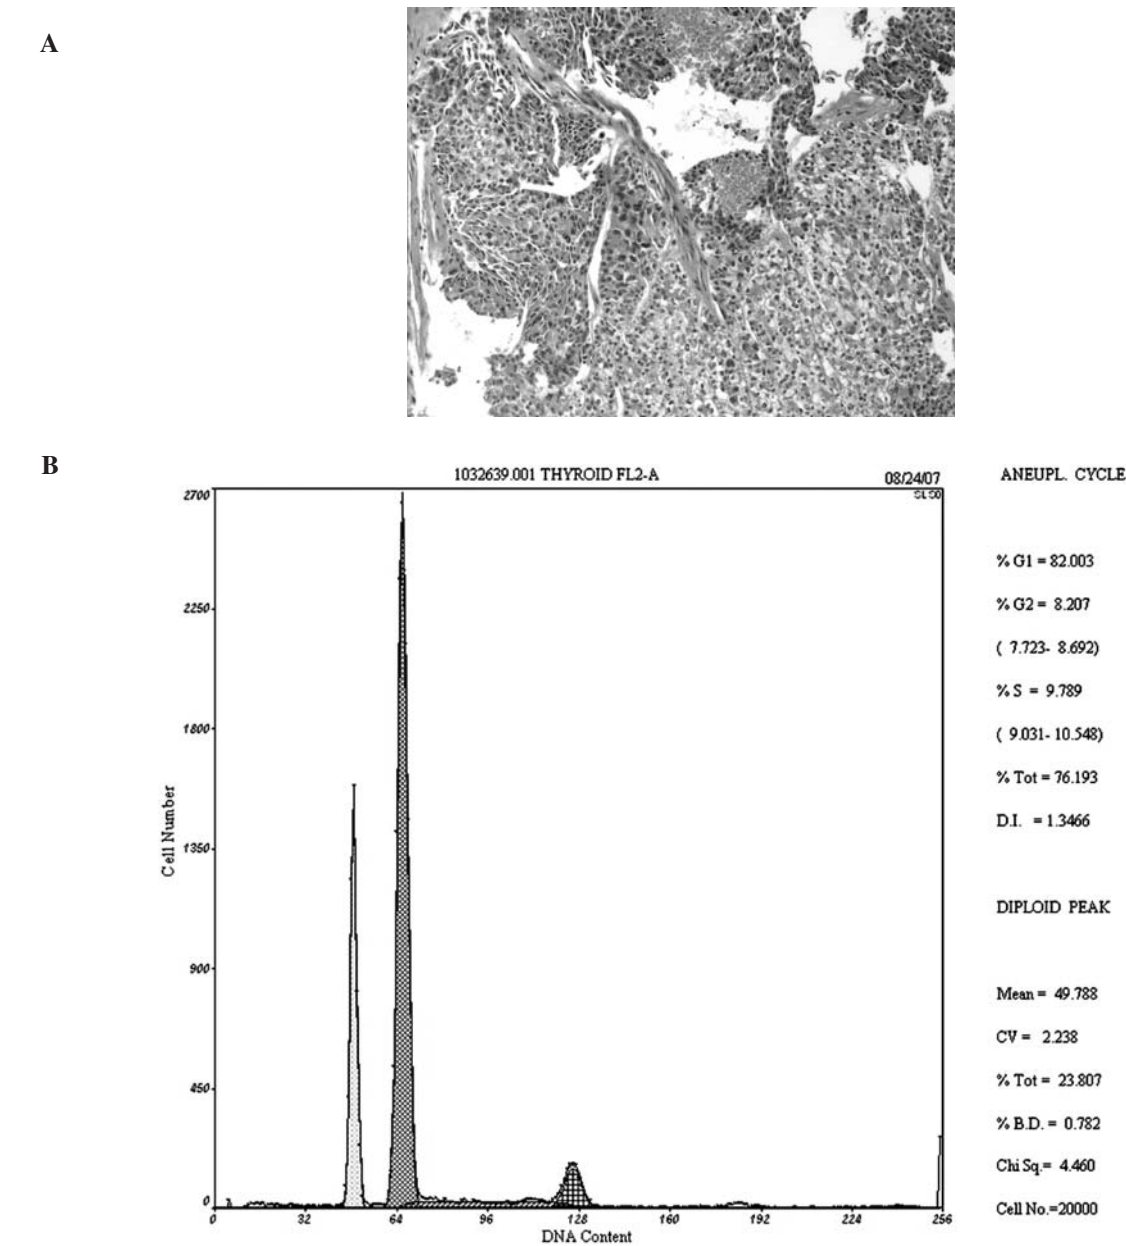 A
B
1032639.001 THYROID FL2-A
08/24/07
ANEUPL. CYCLE
% G1 = 82.003
% G2 = 8.207
( 7.723- 8.692)
% S = 9.789
( 9.031- 10.548)
% Tot = 76.193
D.I. = 1.3466
DIPLOID PEAK
Mean = 49.788
CV = 2.238
% Tot = 23.807
% B.D. = 0.782
Chi Sq.= 4.460
Cell No.=20000
2700
2250
1800
1350
900
450
0
Cell Number
0 32 64 96 128 160 192 224 256
DNA Content